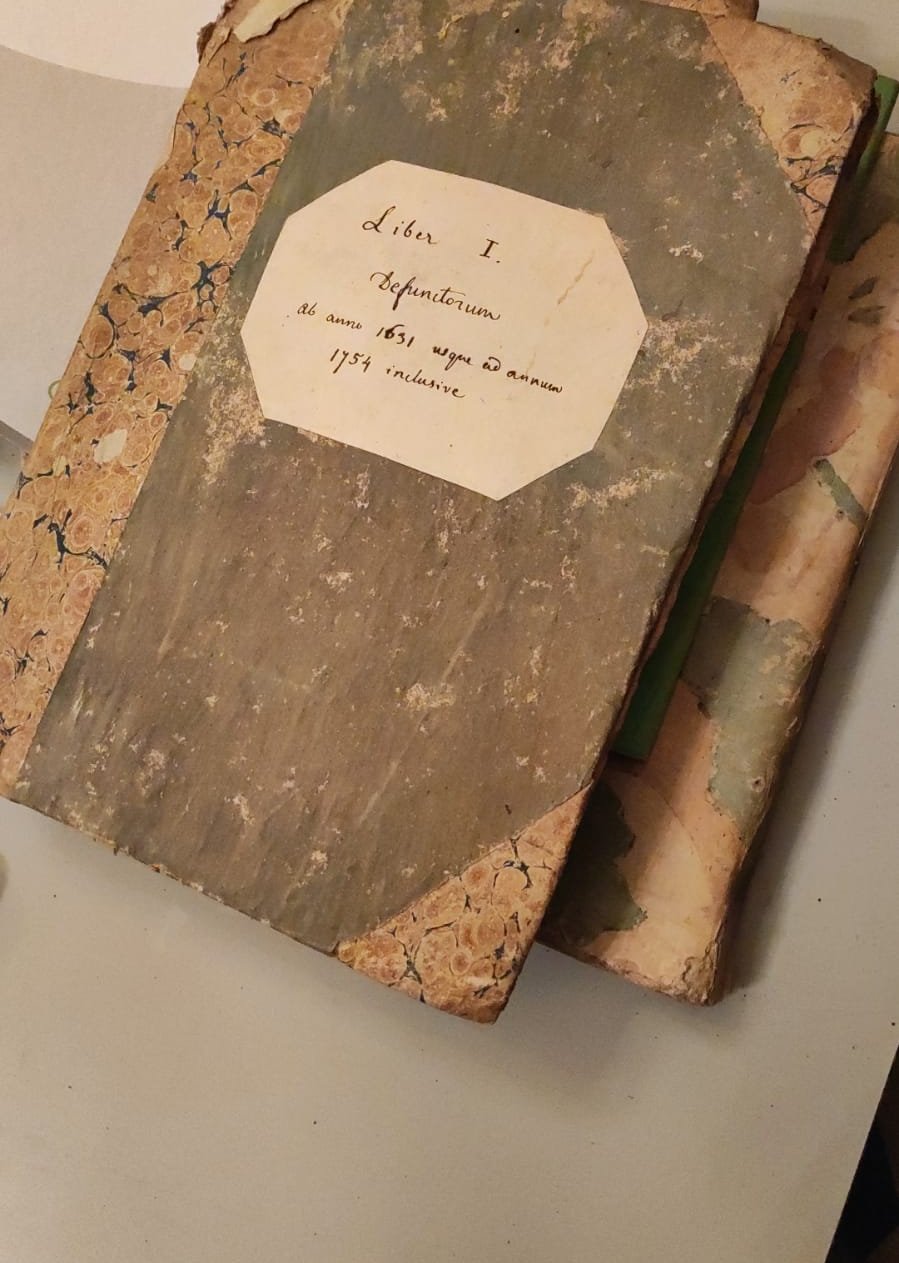 Liber I.
Defunctorum
ab anno 1631 usque ad annum
1754 inclusive